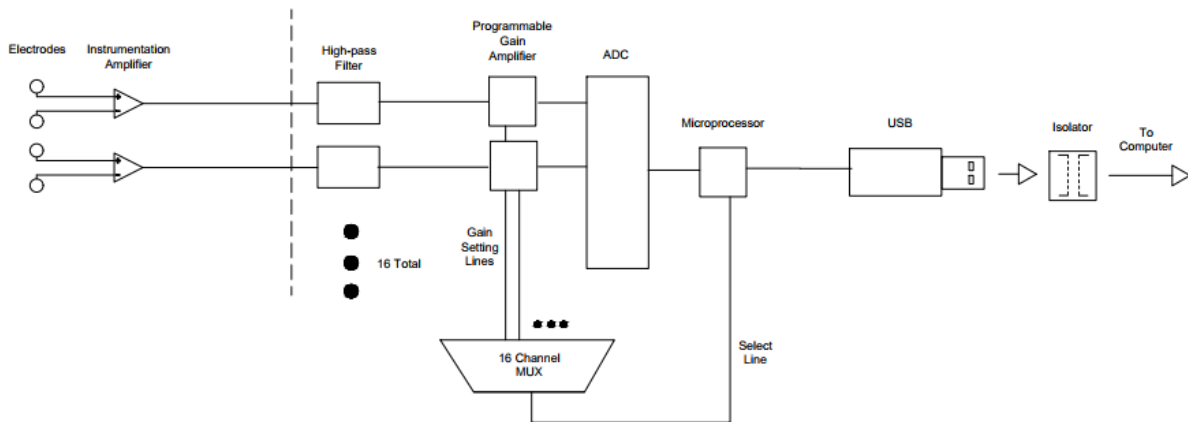 Electrodes
Instrumentation
Amplifier
High-pass
Filter
Programmable
Gain
Amplifier
ADC
Microprocessor
USB
Isolator
To
Computer
16 Total
Gain
Setting
Lines
16 Channel
MUX
Select
Line